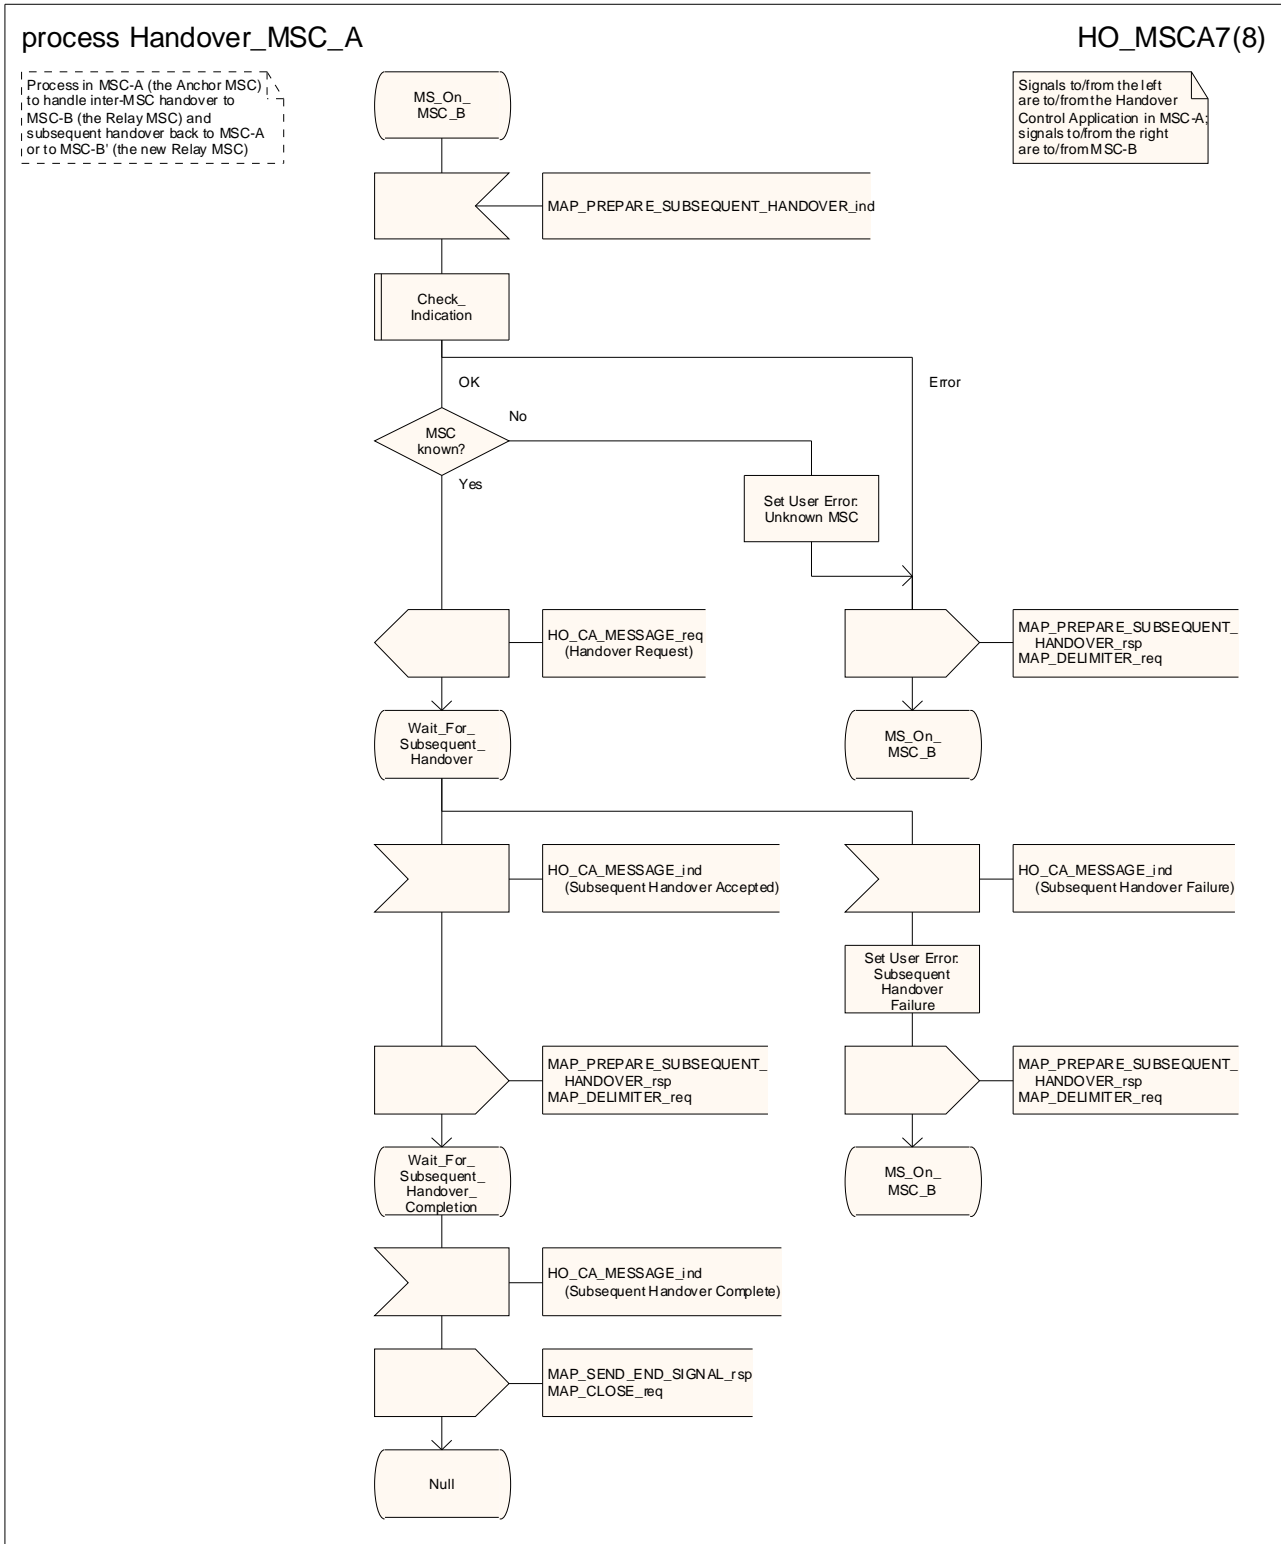 process Handover_MSC_A
HO_MSCA7(8)
Process in MSC-A (the Anchor MSC)
to handle inter-MSC handover to
MSC-B (the Relay MSC) and
subsequent handover back to MSC-A
or to MSC-B' (the new Relay MSC)
Signals to/from the left
are to/from the Handover
Control Application in MSC-A;
signals to/from the right
are to/from MSC-B
MS_On_
MSC_B
MAP_PREPARE_SUBSEQUENT_HANDOVER_ind
Check_
Indication
OK
Error
MSC
known?
No
Yes
Set User Error:
Unknown MSC
HO_CA_MESSAGE_req
(Handover Request)
MAP_PREPARE_SUBSEQUENT_
HANDOVER_rsp
MAP_DELIMITER_req
Wait_For_
Subsequent_
Handover
MS_On_
MSC_B
HO_CA_MESSAGE_ind
(Subsequent Handover Accepted)
HO_CA_MESSAGE_ind
(Subsequent Handover Failure)
Set User Error:
Subsequent
Handover
Failure
MAP_PREPARE_SUBSEQUENT_
HANDOVER_rsp
MAP_DELIMITER_req
MAP_PREPARE_SUBSEQUENT_
HANDOVER_rsp
MAP_DELIMITER_req
Wait_For_
Subsequent_
Handover_
Completion
MS_On_
MSC_B
HO_CA_MESSAGE_ind
(Subsequent Handover Complete)
MAP_SEND_END_SIGNAL_rsp
MAP_CLOSE_req
Null